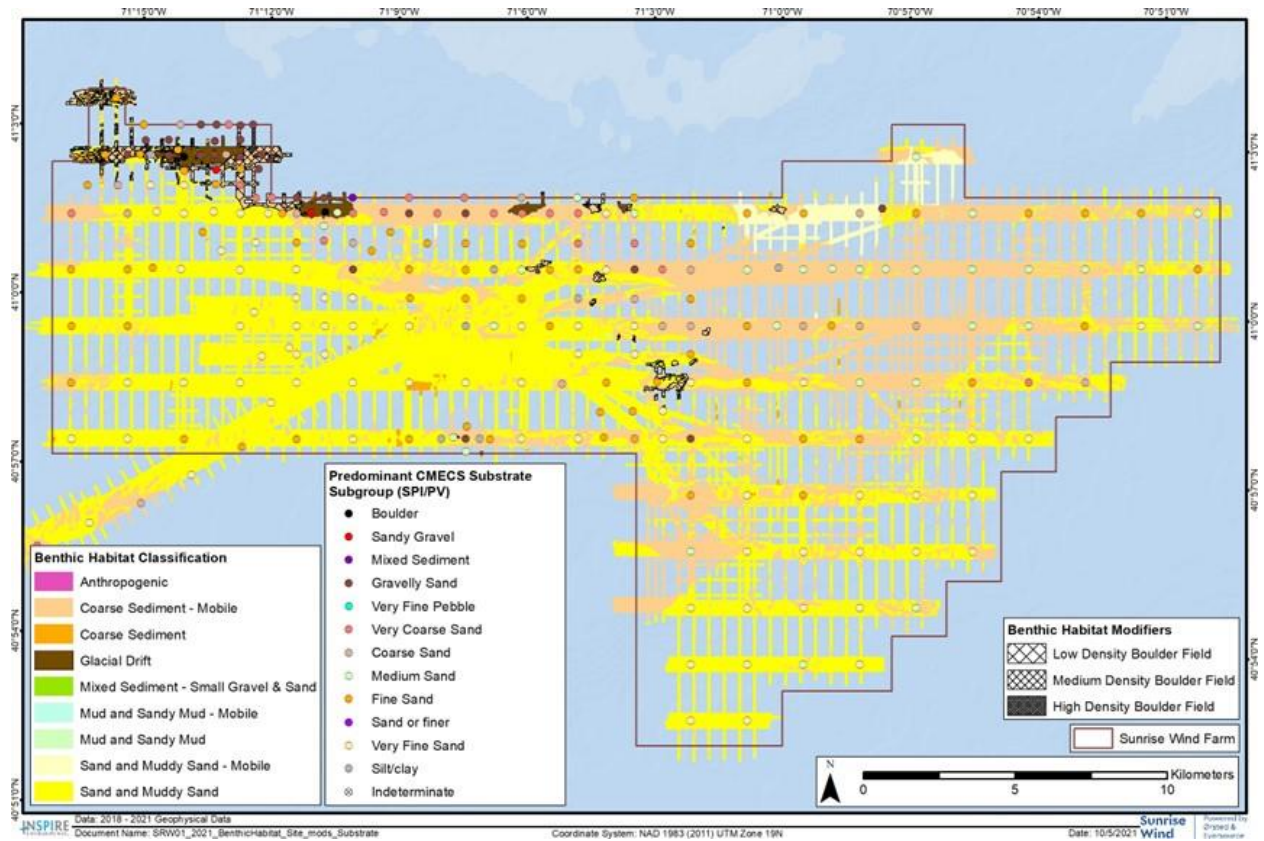 71°15'0"W 71°12'0"W 71°9'0"W 71°6'0"W 71°3'0"W 71°0'0"W 70°57'0"W 70°54'0"W 70°51'0"W
41°3'0"N
41°3'0"N
41°0'0"N
41°0'0"N
40°57'0"N
40°57'0"N
40°54'0"N
40°54'0"N
40°51'0"N
Predominant CMECS Substrate
Subgroup (SPI/PV)
Boulder
Sandy Gravel
Mixed Sediment
Gravelly Sand
Very Fine Pebble
Very Coarse Sand
Coarse Sand
Medium Sand
Fine Sand
Sand or finer
Very Fine Sand
Silt/clay
Indeterminate
Benthic Habitat Classification
Anthropogenic
Coarse Sediment - Mobile
Coarse Sediment
Glacial Drift
Mixed Sediment - Small Gravel & Sand
Mud and Sandy Mud - Mobile
Mud and Sandy Mud
Sand and Muddy Sand - Mobile
Sand and Muddy Sand
Benthic Habitat Modifiers
Low Density Boulder Field
Medium Density Boulder Field
High Density Boulder Field
Sunrise Wind Farm
N
Kilometers
0 5 10
INSPIRE
Data: 2018 - 2021 Geophysical Data
Document Name: SRW01_2021_BenthicHabitat_Site_mods_Substrate
Coordinate System: NAD 1983 (2011) UTM Zone 19N
Date: 10/5/2021
Sunrise
Wind
Powered by
Ørsted &
Eversource